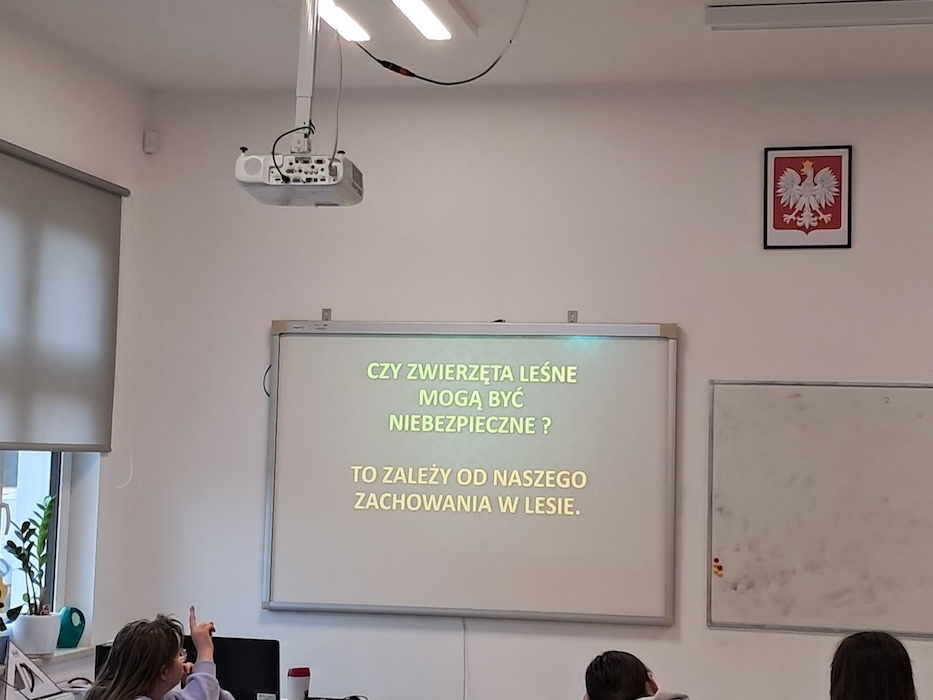 CZY ZWIERZĘTA LEŚNE
MOGĄ BYĆ
NIEBEZPIECZNE ?
TO ZALEŻY OD NASZEGO
ZACHOWANIA W LESIE.